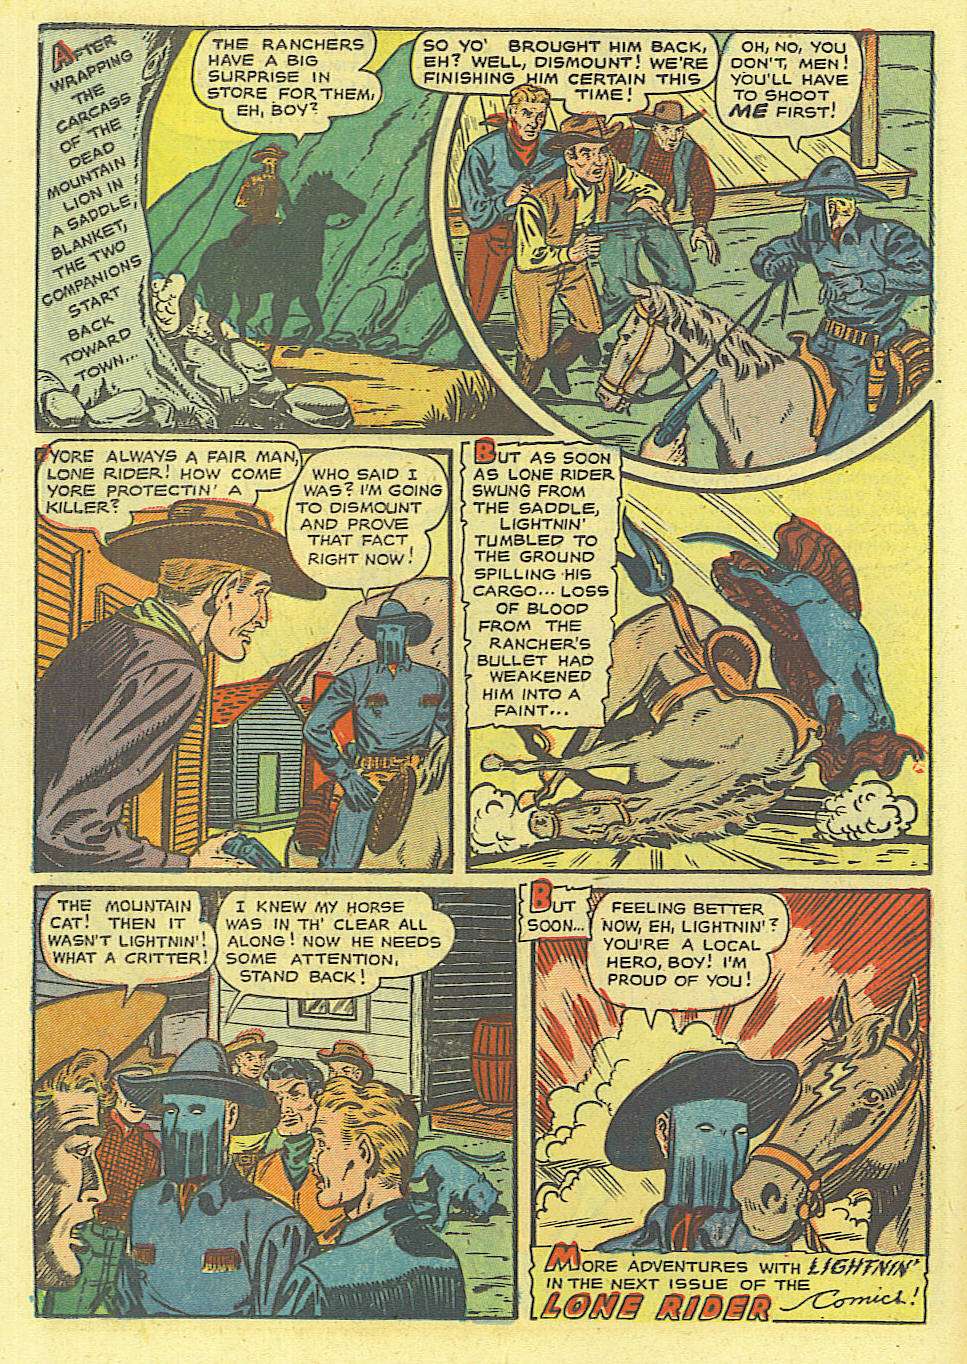 AFTER
WRAPPING
THE
CARCASS
OF THE
DEAD
MOUNTAIN
LION IN
A SADDLE
BLANKET,
THE TWO
COMPANIONS
START
BACK
TOWARD
TOWN...
THE RANCHERS
HAVE A BIG
SURPRISE IN
STORE FOR THEM,
EH, BOY?
SO YO' BROUGHT HIM BACK,
EH? WELL, DISMOUNT! WE'RE
FINISHING HIM CERTAIN THIS
TIME!
OH, NO, YOU
DON'T, MEN!
YOU'LL HAVE
TO SHOOT
ME FIRST!
YORE ALWAYS A FAIR MAN,
LONE RIDER! HOW COME
YORE PROTECTIN' A
KILLER?
WHO SAID I
WAS? I'M GOING
TO DISMOUNT
AND PROVE
THAT FACT
RIGHT NOW!
BUT AS SOON
AS LONE RIDER
SWUNG FROM
THE SADDLE,
LIGHTNIN'
TUMBLED TO
THE GROUND
SPILLING HIS
CARGO... LOSS
OF BLOOD
FROM THE
RANCHER'S
BULLET HAD
WEAKENED
HIM INTO A
FAINT...
THE MOUNTAIN
CAT! THEN IT
WASN'T LIGHTNIN'!
WHAT A CRITTER!
I KNEW MY HORSE
WAS IN TH' CLEAR ALL
ALONG! NOW HE NEEDS
SOME ATTENTION,
STAND BACK!
BUT
SOON...
FEELING BETTER
NOW, EH, LIGHTNIN'?
YOU'RE A LOCAL
HERO, BOY! I'M
PROUD OF YOU!
MORE ADVENTURES WITH LIGHTNIN'
IN THE NEXT ISSUE OF THE
LONE RIDER Comics!